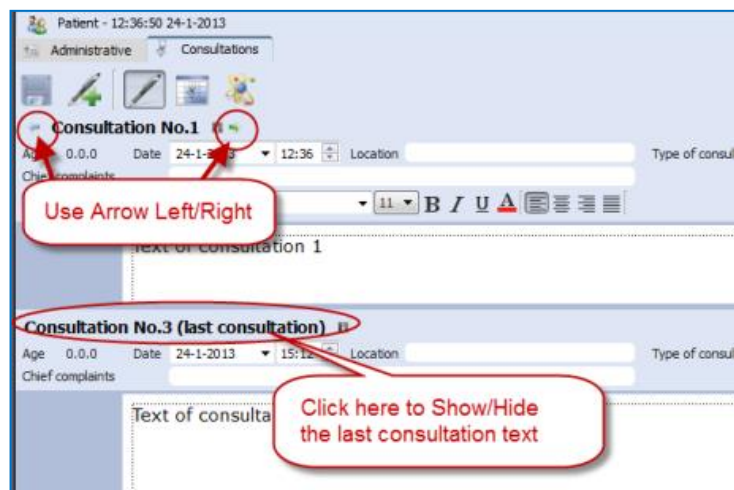 Patient - 12:36:50 24-1-2013
Administrative Consultations
Consultation No.1
Age 0.0.0 Date 24-1-2013 12:36 Location Type of consul
Chief complaints
Use Arrow Left/Right
11 B I U A
Text of consultation 1
Consultation No.3 (last consultation)
Age 0.0.0 Date 24-1-2013 15:12 Location Type of consul
Chief complaints
Text of consulta
Click here to Show/Hide
the last consultation text